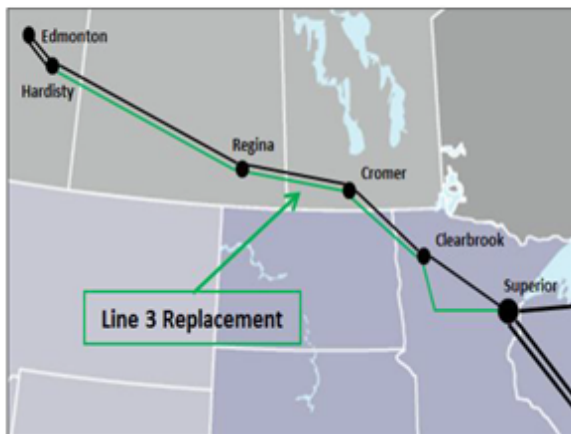 Edmonton
Hardisty
Regina
Cromer
Clearbrook
Superior
Line 3 Replacement